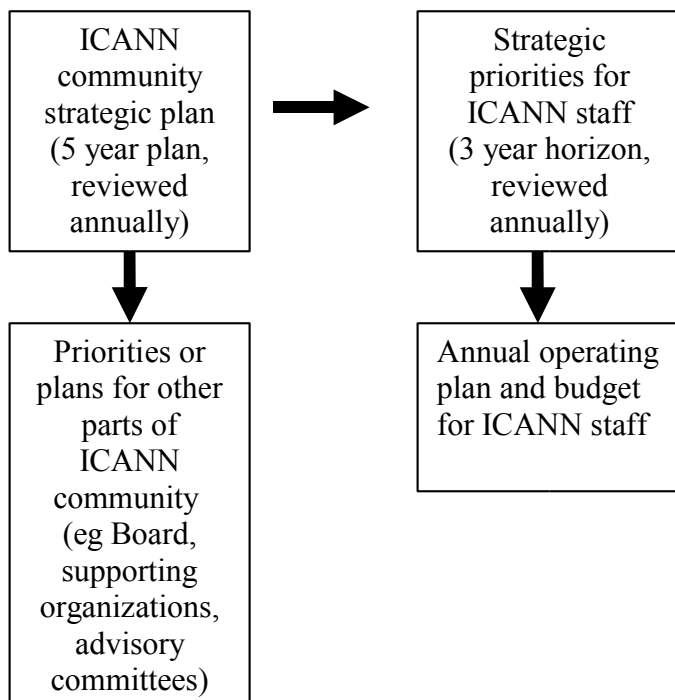 ICANN
community
strategic plan
(5 year plan,
reviewed
annually)
Strategic
priorities for
ICANN staff
(3 year horizon,
reviewed
annually)
Priorities or
plans for other
parts of
ICANN
community
(eg Board,
supporting
organizations,
advisory
committees)
Annual operating
plan and budget
for ICANN staff